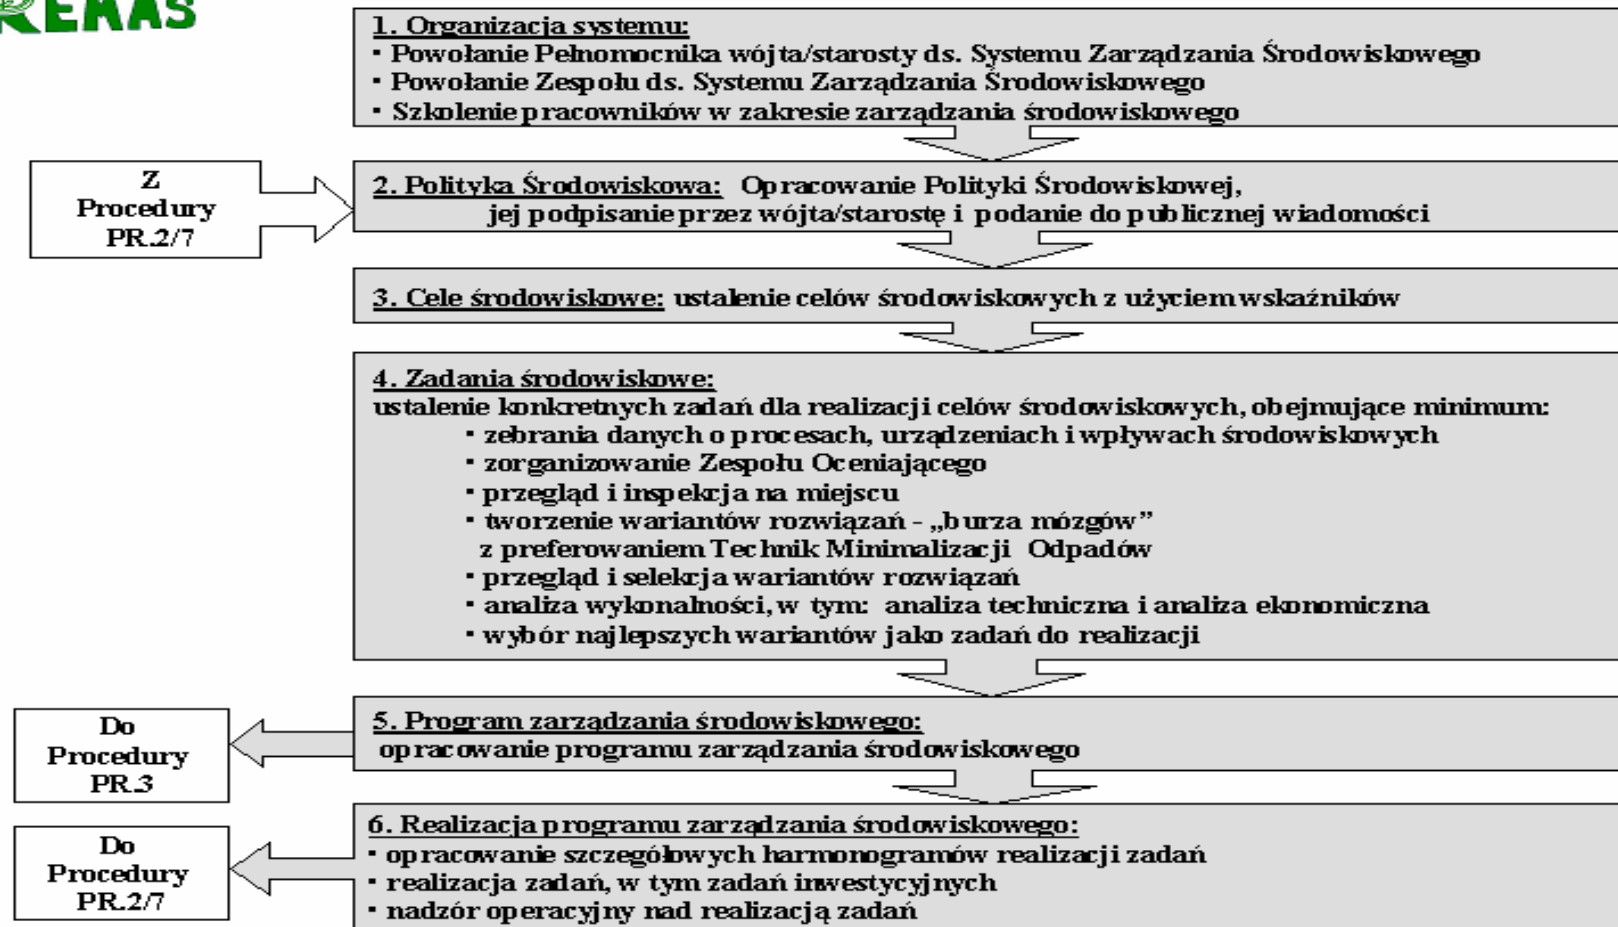 REMAS
1. Organizacja systemu:
▪ Powołanie Pełnomocnika wójta/starosty ds. Systemu Zarządzania Środowiskowego
▪ Powołanie Zespołu ds. Systemu Zarządzania Środowiskowego
▪ Szkolenie pracowników w zakresie zarządzania środowiskowego
Z
Procedury
PR.2/7
2. Polityka Środowiskowa: Opracowanie Polityki Środowiskowej,
jej podpisanie przez wójta/starostę i podanie do publicznej wiadomości
3. Cele środowiskowe: ustalenie celów środowiskowych z użyciem wskaźników
4. Zadania środowiskowe:
ustalenie konkretnych zadań dla realizacji celów środowiskowych, obejmujące minimum:
▪ zebrania danych o procesach, urządzeniach i wpływach środowiskowych
▪ zorganizowanie Zespołu Oceniającego
▪ przegląd i inspekcja na miejscu
▪ tworzenie wariantów rozwiązań - „burza mózgów”
z preferowaniem Technik Minimalizacji Odpadów
▪ przegląd i selekcja wariantów rozwiązań
▪ analiza wykonalności, w tym: analiza techniczna i analiza ekonomiczna
▪ wybór najlepszych wariantów jako zadań do realizacji
Do
Procedury
PR.3
5. Program zarządzania środowiskowego:
opracowanie programu zarządzania środowiskowego
Do
Procedury
PR.2/7
6. Realizacja programu zarządzania środowiskowego:
▪ opracowanie szczegółowych harmonogramów realizacji zadań
▪ realizacja zadań, w tym zadań inwestycyjnych
▪ nadzór operacyjny nad realizacją zadań